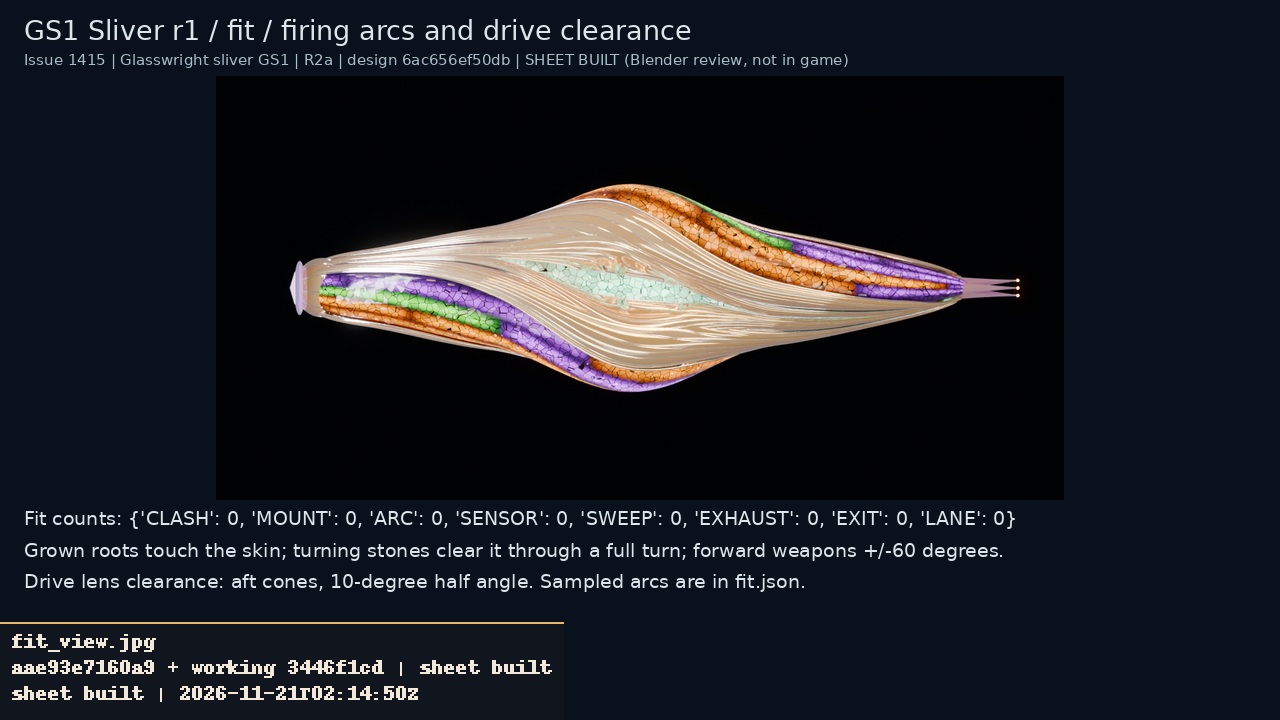 GS1 Sliver r1 / fit / firing arcs and drive clearance
Issue 1415 | Glasswright sliver GS1 | R2a | design 6ac656ef50db | SHEET BUILT (Blender review, not in game)
Fit counts: {'CLASH': 0, 'MOUNT': 0, 'ARC': 0, 'SENSOR': 0, 'SWEEP': 0, 'EXHAUST': 0, 'EXIT': 0, 'LANE': 0}
Grown roots touch the skin; turning stones clear it through a full turn; forward weapons +/-60 degrees.
Drive lens clearance: aft cones, 10-degree half angle. Sampled arcs are in fit.json.
fit_view.jpg
aae93e7160a9 + working 3446f1cd | sheet built
sheet built | 2026-11-21T02:14:50Z